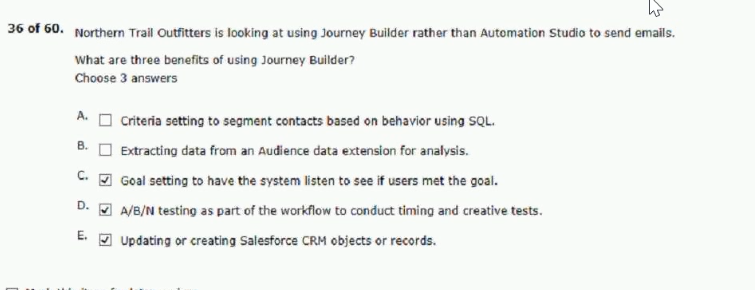 36 of 60. Northern Trail Outfitters is looking at using Journey Builder rather than Automation Studio to send emails.
What are three benefits of using Journey Builder?
Choose 3 answers
A. Criteria setting to segment contacts based on behavior using SQL.
B. Extracting data from an Audience data extension for analysis.
C. Goal setting to have the system listen to see if users met the goal.
D. A/B/N testing as part of the workflow to conduct timing and creative tests.
E. Updating or creating Salesforce CRM objects or records.